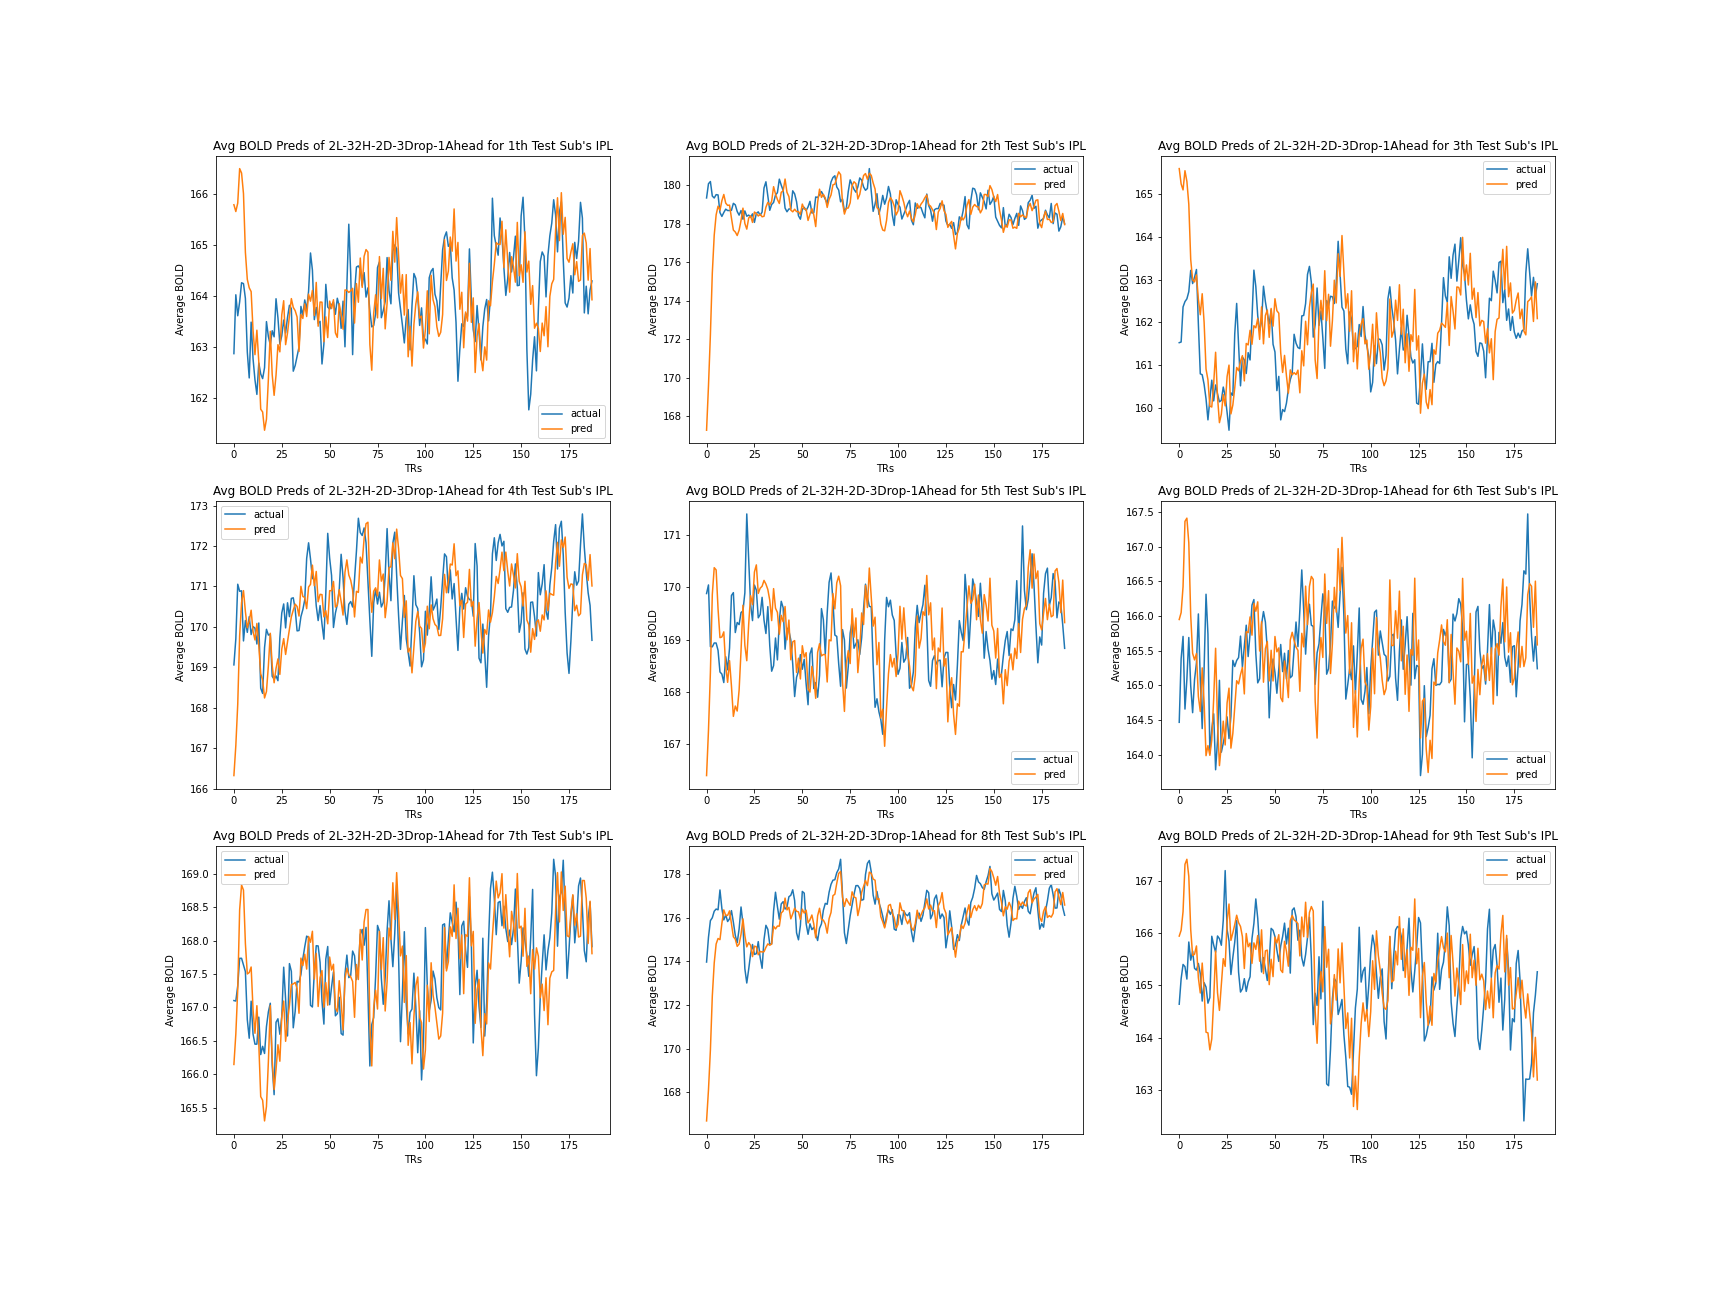 Avg BOLD Preds of 2L-32H-2D-3Drop-1Ahead for 1th Test Sub's IPL
Average BOLD
166
165
164
163
162
0 25 50 75 100 125 150 175
TRs
actual
pred
Avg BOLD Preds of 2L-32H-2D-3Drop-1Ahead for 2th Test Sub's IPL
Average BOLD
180
178
176
174
172
170
168
0 25 50 75 100 125 150 175
TRs
actual
pred
Avg BOLD Preds of 2L-32H-2D-3Drop-1Ahead for 3th Test Sub's IPL
Average BOLD
165
164
163
162
161
160
0 25 50 75 100 125 150 175
TRs
actual
pred
Avg BOLD Preds of 2L-32H-2D-3Drop-1Ahead for 4th Test Sub's IPL
Average BOLD
173
172
171
170
169
168
167
166
0 25 50 75 100 125 150 175
TRs
actual
pred
Avg BOLD Preds of 2L-32H-2D-3Drop-1Ahead for 5th Test Sub's IPL
Average BOLD
171
170
169
168
167
0 25 50 75 100 125 150 175
TRs
actual
pred
Avg BOLD Preds of 2L-32H-2D-3Drop-1Ahead for 6th Test Sub's IPL
Average BOLD
167.5
167.0
166.5
166.0
165.5
165.0
164.5
164.0
0 25 50 75 100 125 150 175
TRs
actual
pred
Avg BOLD Preds of 2L-32H-2D-3Drop-1Ahead for 7th Test Sub's IPL
Average BOLD
169.0
168.5
168.0
167.5
167.0
166.5
166.0
165.5
0 25 50 75 100 125 150 175
TRs
actual
pred
Avg BOLD Preds of 2L-32H-2D-3Drop-1Ahead for 8th Test Sub's IPL
Average BOLD
178
176
174
172
170
168
0 25 50 75 100 125 150 175
TRs
actual
pred
Avg BOLD Preds of 2L-32H-2D-3Drop-1Ahead for 9th Test Sub's IPL
Average BOLD
167
166
165
164
163
0 25 50 75 100 125 150 175
TRs
actual
pred